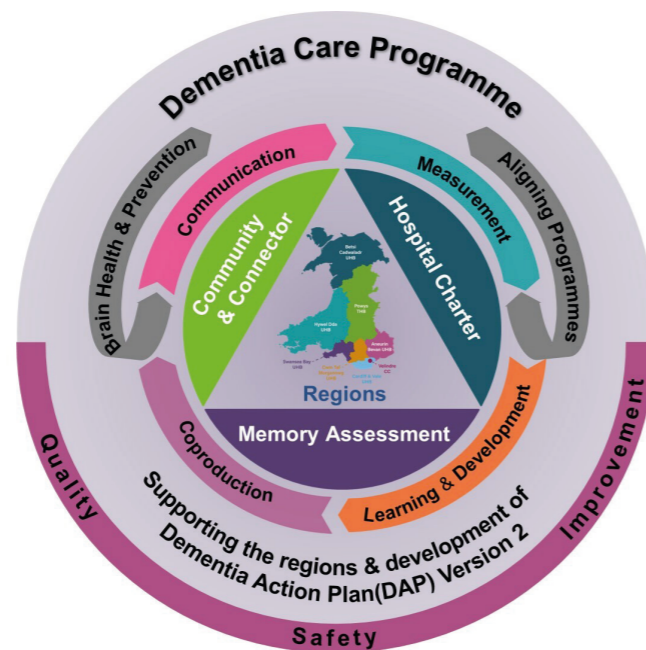 Dementia Care Programme
Brain Health & Prevention
Communication
Measurement
Aligning Programmes
Community
& Connector
Hospital Charter
Betsi
Cadwaladr
UHB
Powys
THB
Hywel Dda
UHB
Aneurin
Bevan UHB
Swansea Bay
UHB
Regions
Memory Assessment
Coproduction
Learning & Development
Supporting the regions & development of
Dementia Action Plan(DAP) Version 2
Quality
Safety
Improvement